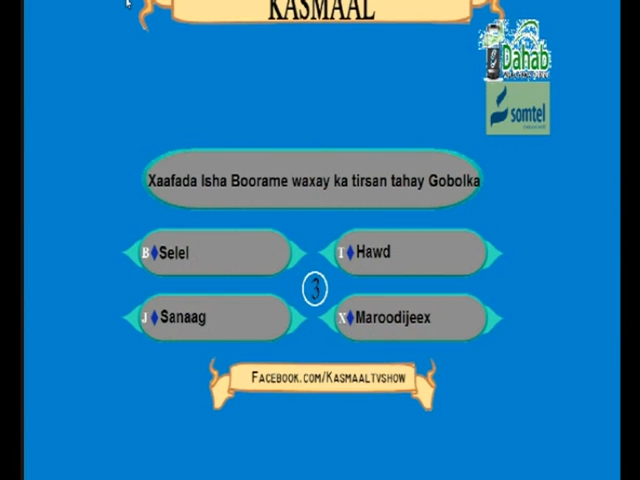 KASMAAL
Dahab
somtel
Xaafada Isha Boorame waxay ka tirsan tahay Gobolka
B Selel
T Hawd
3
J Sanaag
X Maroodijeex
FACEBOOK.COM/KASMAALTVSHOW